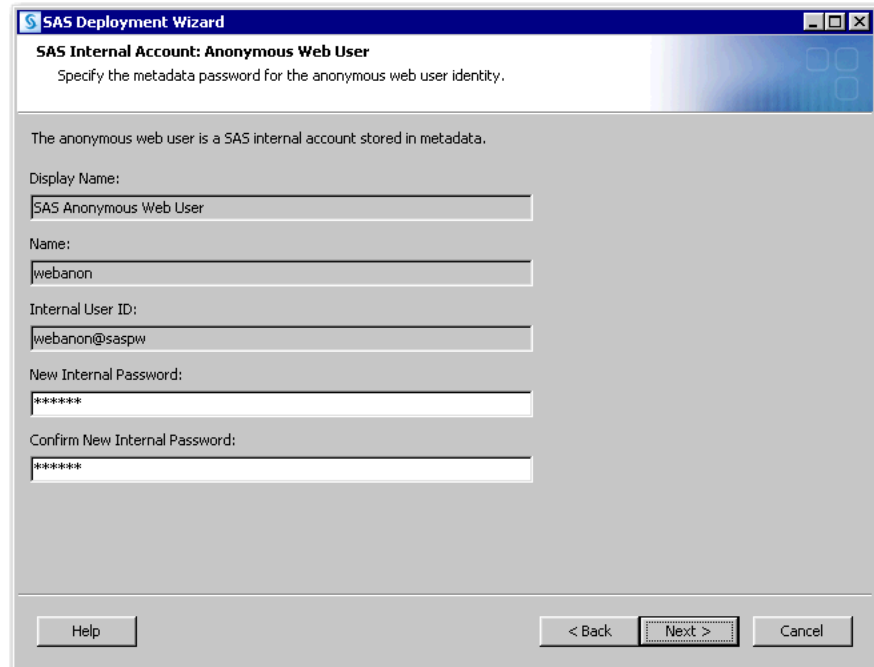 SAS Deployment Wizard
SAS Internal Account: Anonymous Web User
Specify the metadata password for the anonymous web user identity.
The anonymous web user is a SAS internal account stored in metadata.
Display Name:
SAS Anonymous Web User
Name:
webanon
Internal User ID:
webanon@saspw
New Internal Password:
******
Confirm New Internal Password:
******
Help
< Back
Next >
Cancel